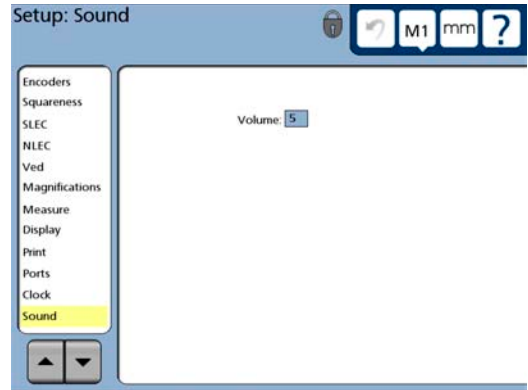 Setup: Sound
M1 mm ?
Encoders
Squareness
SLEC
NLEC
Ved
Magnifications
Measure
Display
Print
Ports
Clock
Sound
Volume: 5